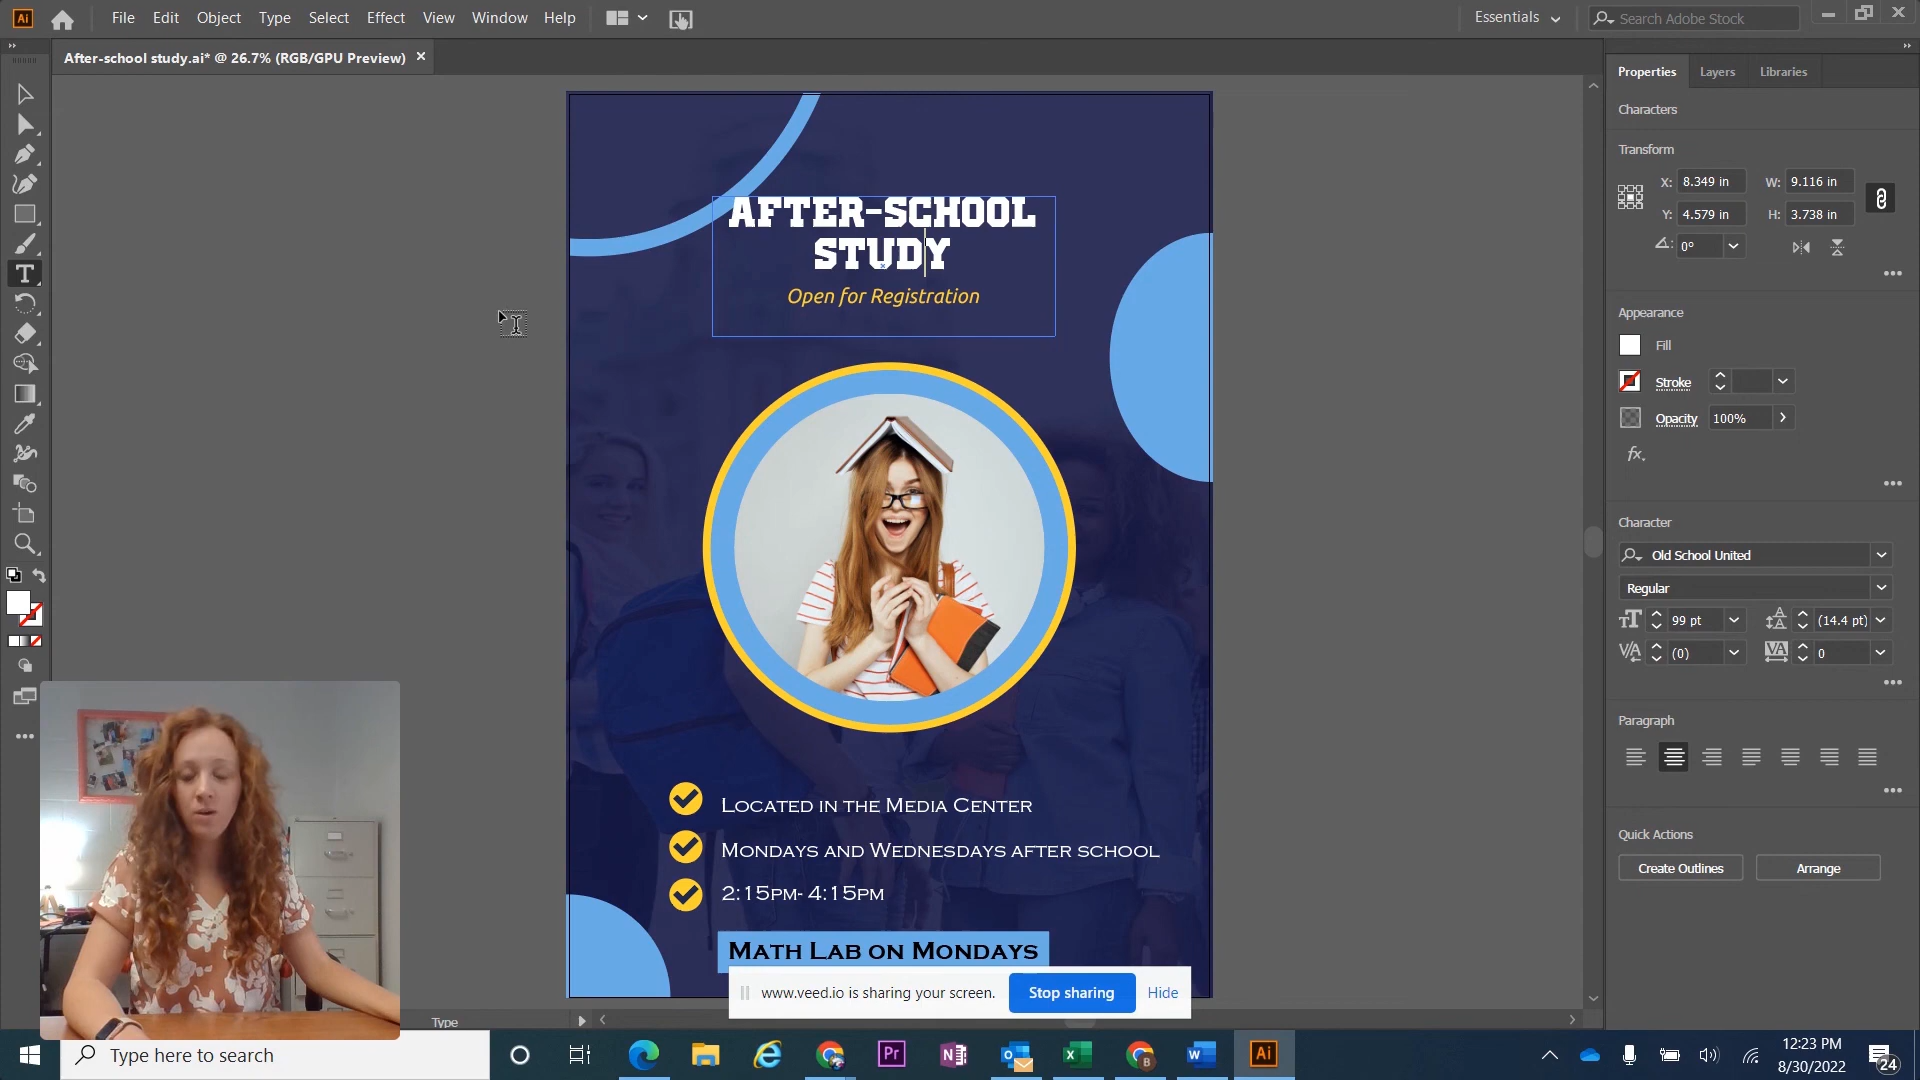 Ai
File Edit Object Type Select Effect View Window Help
Essentials
Search Adobe Stock
After-school study.ai* @ 26.7% (RGB/GPU Preview) ×
Properties Layers Libraries
Characters
Transform
X: 8.349 in W: 9.116 in
Y: 4.579 in H: 3.738 in
0°
Appearance
Fill
Stroke
Opacity 100%
fx.
Character
Old School United
Regular
99 pt (14.4 pt)
(0) 0
Paragraph
Quick Actions
Create Outlines Arrange
AFTER-SCHOOL
STUDY
Open for Registration
Located in the Media Center
Mondays and Wednesdays after school
2:15pm- 4:15pm
Math Lab on Mondays
www.veed.io is sharing your screen. Stop sharing Hide
Type
Type here to search
Pr
N
B
W
Ai
12:23 PM
8/30/2022
24